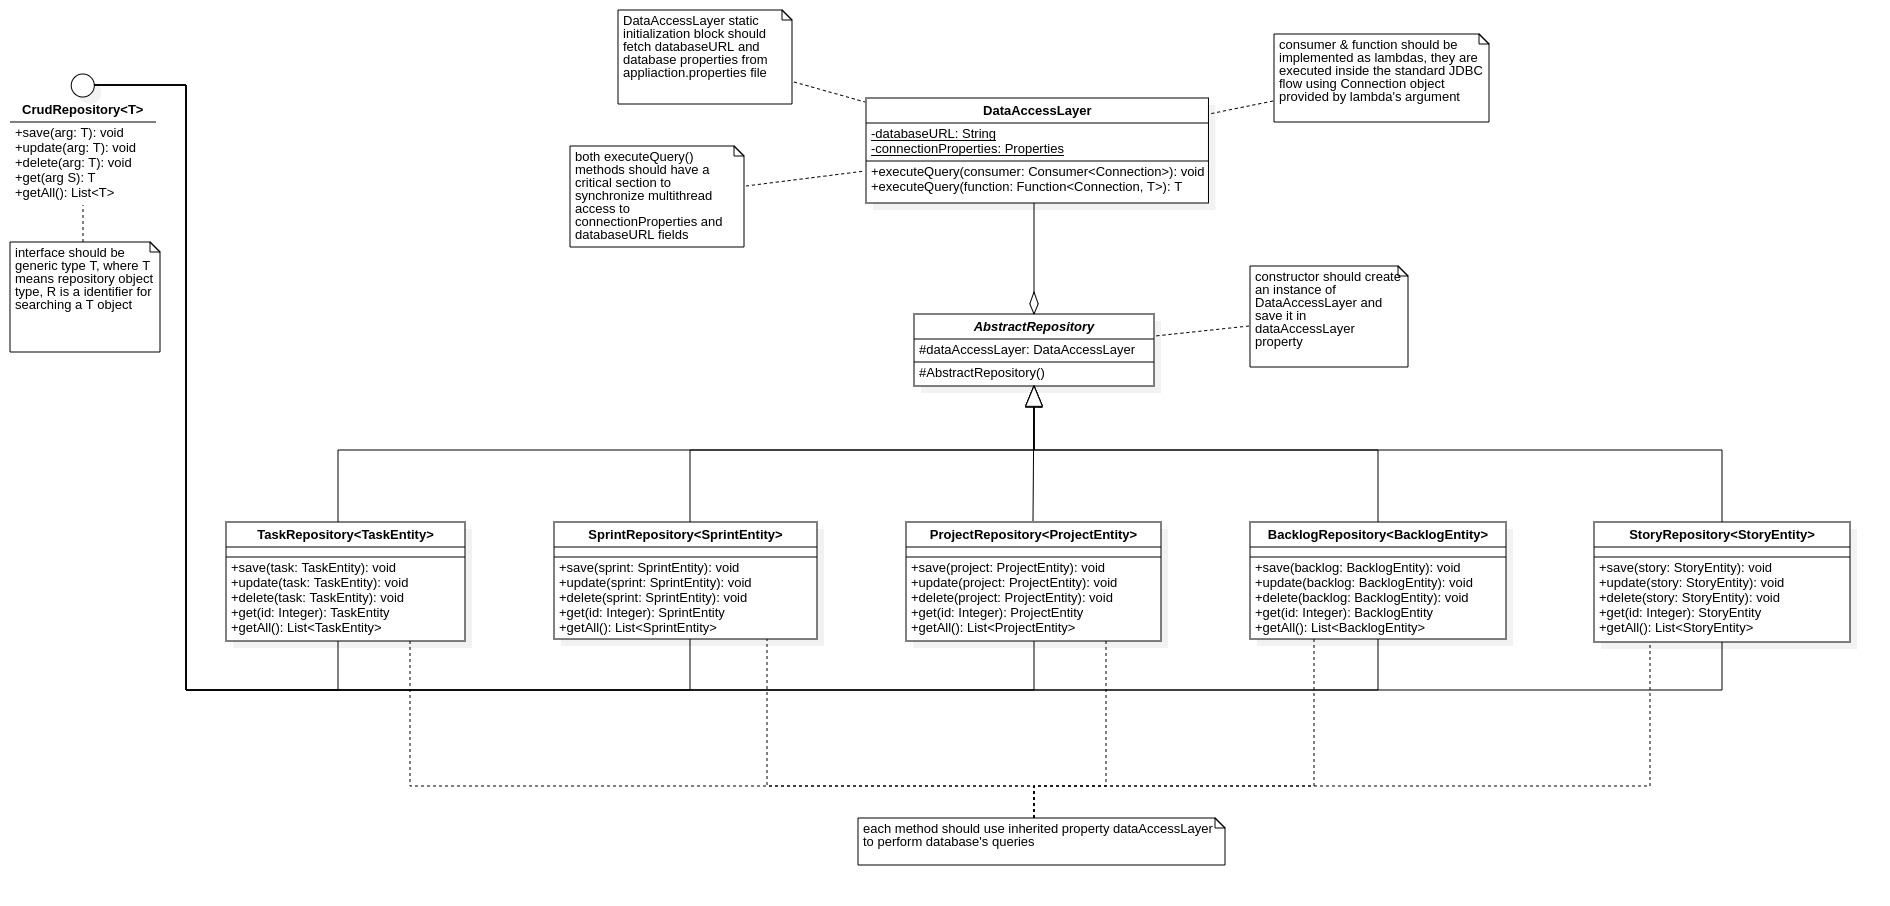 DataAccessLayer static
initialization block should
fetch databaseURL and
database properties from
appliaction.properties file
consumer & function should be
implemented as lambdas, they are
executed inside the standard JDBC
flow using Connection object
provided by lambda's argument
CrudRepository<T>
+save(arg: T): void
+update(arg: T): void
+delete(arg: T): void
+get(arg S): T
+getAll(): List<T>
DataAccessLayer
-databaseURL: String
-connectionProperties: Properties
+executeQuery(consumer: Consumer<Connection>): void
+executeQuery(function: Function<Connection, T>): T
both executeQuery()
methods should have a
critical section to
synchronize multithread
access to
connectionProperties and
databaseURL fields
interface should be
generic type T, where T
means repository object
type, R is a identifier for
searching a T object
constructor should create
an instance of
DataAccessLayer and
save it in
dataAccessLayer
property
AbstractRepository
#dataAccessLayer: DataAccessLayer
#AbstractRepository()
TaskRepository<TaskEntity>
+save(task: TaskEntity): void
+update(task: TaskEntity): void
+delete(task: TaskEntity): void
+get(id: Integer): TaskEntity
+getAll(): List<TaskEntity>
SprintRepository<SprintEntity>
+save(sprint: SprintEntity): void
+update(sprint: SprintEntity): void
+delete(sprint: SprintEntity): void
+get(id: Integer): SprintEntity
+getAll(): List<SprintEntity>
ProjectRepository<ProjectEntity>
+save(project: ProjectEntity): void
+update(project: ProjectEntity): void
+delete(project: ProjectEntity): void
+get(id: Integer): ProjectEntity
+getAll(): List<ProjectEntity>
BacklogRepository<BacklogEntity>
+save(backlog: BacklogEntity): void
+update(backlog: BacklogEntity): void
+delete(backlog: BacklogEntity): void
+get(id: Integer): BacklogEntity
+getAll(): List<BacklogEntity>
StoryRepository<StoryEntity>
+save(story: StoryEntity): void
+update(story: StoryEntity): void
+delete(story: StoryEntity): void
+get(id: Integer): StoryEntity
+getAll(): List<StoryEntity>
each method should use inherited property dataAccessLayer
to perform database's queries